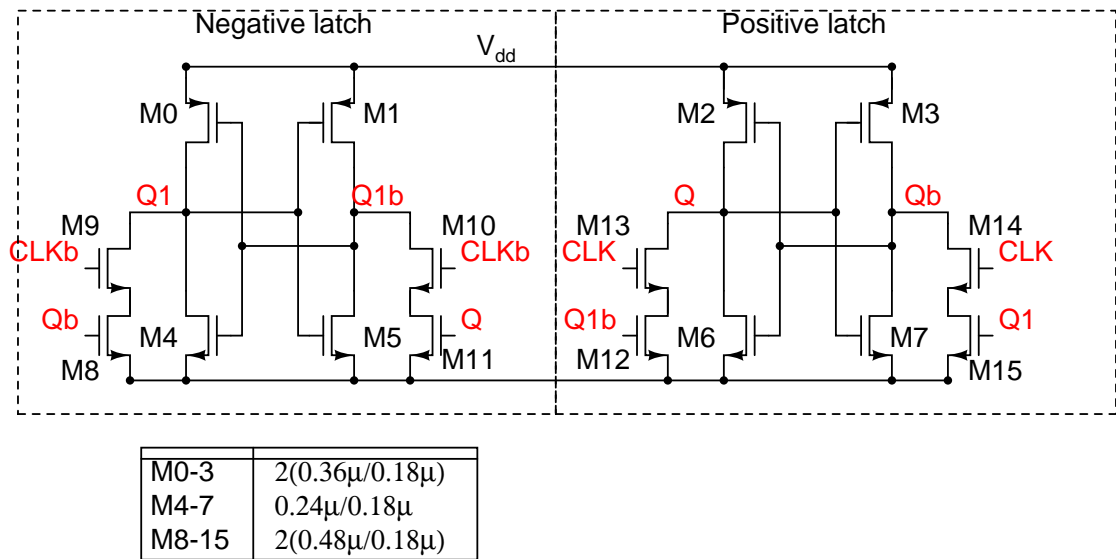 Negative latch
Positive latch
Vdd
M0
M1
M2
M3
Q1
Q1b
Q
Qb
M9
M10
M13
M14
CLKb
CLKb
CLK
CLK
Qb
M4
M5
Q
Q1b
M6
M7
Q1
M8
M11
M12
M15
M0-3 2(0.36µ/0.18µ)
M4-7 0.24µ/0.18µ
M8-15 2(0.48µ/0.18µ)